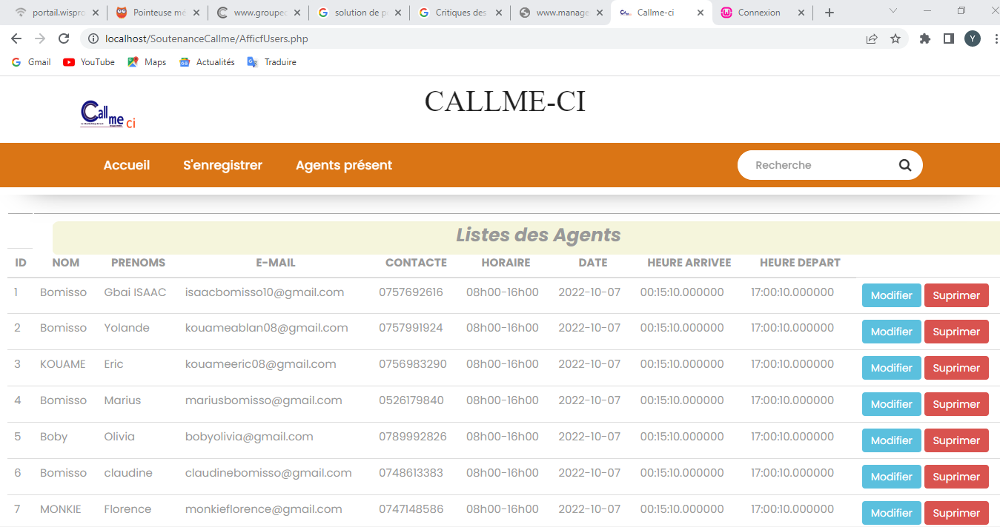 portail.wispro Pointeuse mé www.grouped solution de p Critiques des www.manage Callme-ci Connexion
localhost/SoutenanceCallme/AfficfUsers.php Y
Gmail YouTube Maps Actualités Traduire
CALLME-CI
Callme ci
Accueil S'enregistrer Agents présent Recherche
Listes des Agents
ID NOM PRENOMS E-MAIL CONTACTE HORAIRE DATE HEURE ARRIVEE HEURE DEPART
1 Bomisso Gbai ISAAC isaacbomisso10@gmail.com 0757692616 08h00-16h00 2022-10-07 00:15:10.000000 17:00:10.000000 Modifier Suprimer
2 Bomisso Yolande kouameablan08@gmail.com 0757991924 08h00-16h00 2022-10-07 00:15:10.000000 17:00:10.000000 Modifier Suprimer
3 KOUAME Eric kouameeric08@gmail.com 0756983290 08h00-16h00 2022-10-07 00:15:10.000000 17:00:10.000000 Modifier Suprimer
4 Bomisso Marius mariusbomisso@gmail.com 0526179840 08h00-16h00 2022-10-07 00:15:10.000000 17:00:10.000000 Modifier Suprimer
5 Boby Olivia bobyolivia@gmail.com 0789992826 08h00-16h00 2022-10-07 00:15:10.000000 17:00:10.000000 Modifier Suprimer
6 Bomisso claudine claudinebomisso@gmail.com 0748613383 08h00-16h00 2022-10-07 00:15:10.000000 17:00:10.000000 Modifier Suprimer
7 MONKIE Florence monkieflorence@gmail.com 0747148586 08h00-16h00 2022-10-07 00:15:10.000000 17:00:10.000000 Modifier Suprimer